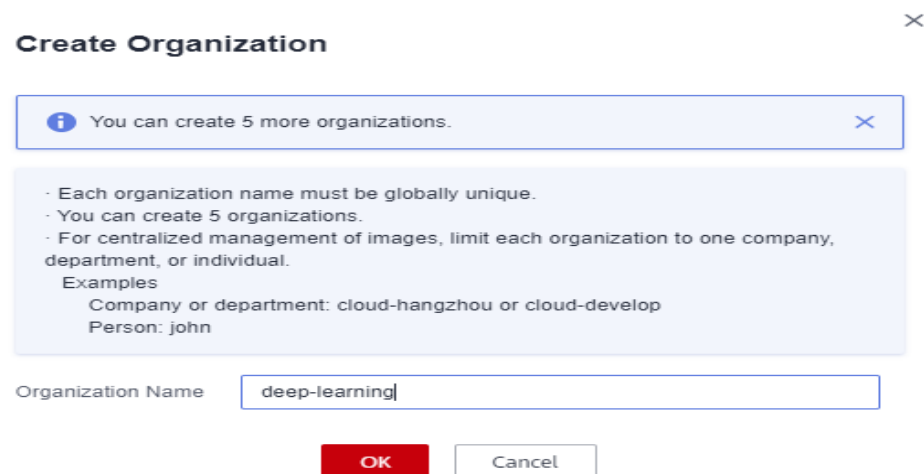 Create Organization
You can create 5 more organizations.
· Each organization name must be globally unique.
· You can create 5 organizations.
· For centralized management of images, limit each organization to one company,
department, or individual.
Examples
Company or department: cloud-hangzhou or cloud-develop
Person: john
Organization Name deep-learning
OK Cancel